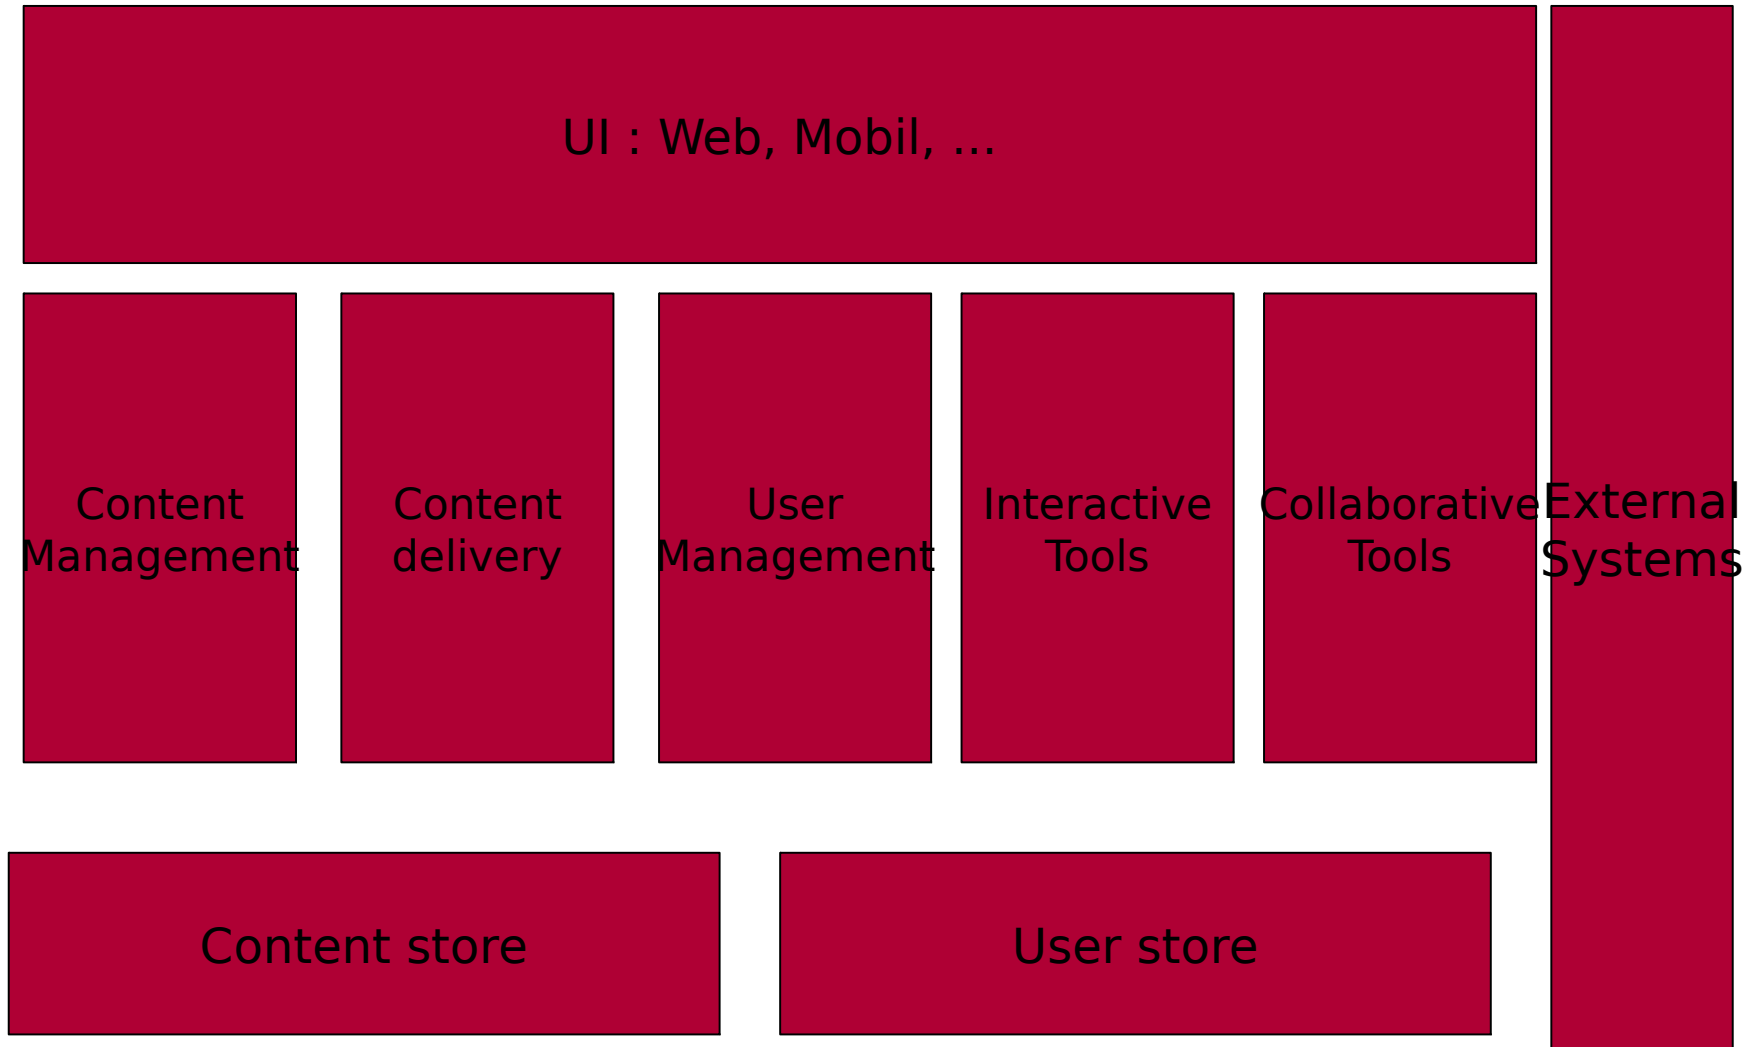 UI : Web, Mobil, ...
Content
Management
Content
delivery
User
Management
Interactive
Tools
Collaborative
Tools
External
Systems
Content store
User store